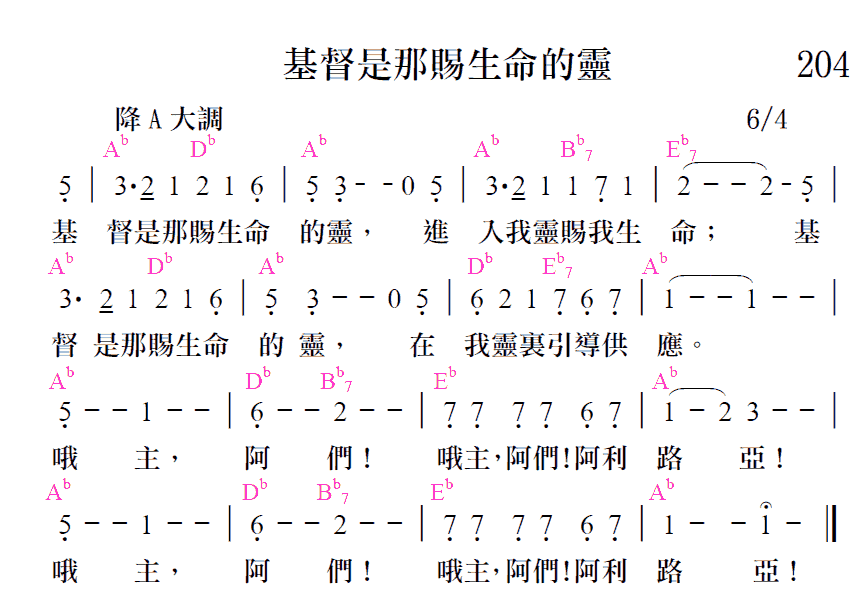 基督是那賜生命的靈 204
降A大調 6/4
A♭ D♭ A♭ A♭ B♭7 E♭7
5̣ | 3·2̲ 1 2 1 6̣ | 5̣ 3̣ - - 0 5̣ | 3·2̲ 1 1 7̣ 1 | 2 - - 2 - 5̣ |
基 督是那賜生命 的靈, 進 入我靈賜我生 命; 基
A♭ D♭ A♭ D♭ E♭7 A♭
3· 2̲ 1 2 1 6̣ | 5̣ 3̣ - - 0 5̣ | 6̣ 2 1 7̣ 6̣ 7̣ | 1 - - 1 - - |
督 是那賜生命 的 靈, 在 我靈裏引導供 應。
A♭ D♭ B♭7 E♭ A♭
5̣ - - 1 - - | 6̣ - - 2 - - | 7̣ 7̣ 7̣ 7̣ 6̣ 7̣ | 1 - 2 3 - - |
哦 主, 阿 們! 哦主,阿們!阿利 路 亞!
A♭ D♭ B♭7 E♭ A♭
5̣ - - 1 - - | 6̣ - - 2 - - | 7̣ 7̣ 7̣ 7̣ 6̣ 7̣ | 1 - - 1 - ‖
哦 主, 阿 們! 哦主,阿們!阿利 路 亞!